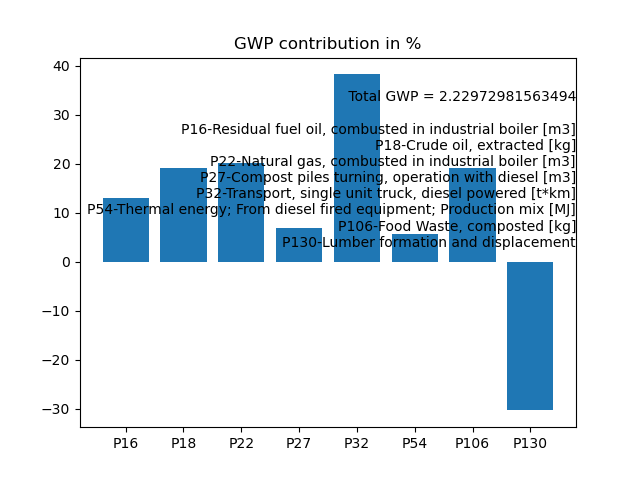 GWP contribution in %
40
30
20
10
0
−10
−20
−30
Total GWP = 2.22972981563494
P16-Residual fuel oil, combusted in industrial boiler [m3]
P18-Crude oil, extracted [kg]
P22-Natural gas, combusted in industrial boiler [m3]
P27-Compost piles turning, operation with diesel [m3]
P32-Transport, single unit truck, diesel powered [t*km]
P54-Thermal energy; From diesel fired equipment; Production mix [MJ]
P106-Food Waste, composted [kg]
P130-Lumber formation and displacement
P16 P18 P22 P27 P32 P54 P106 P130